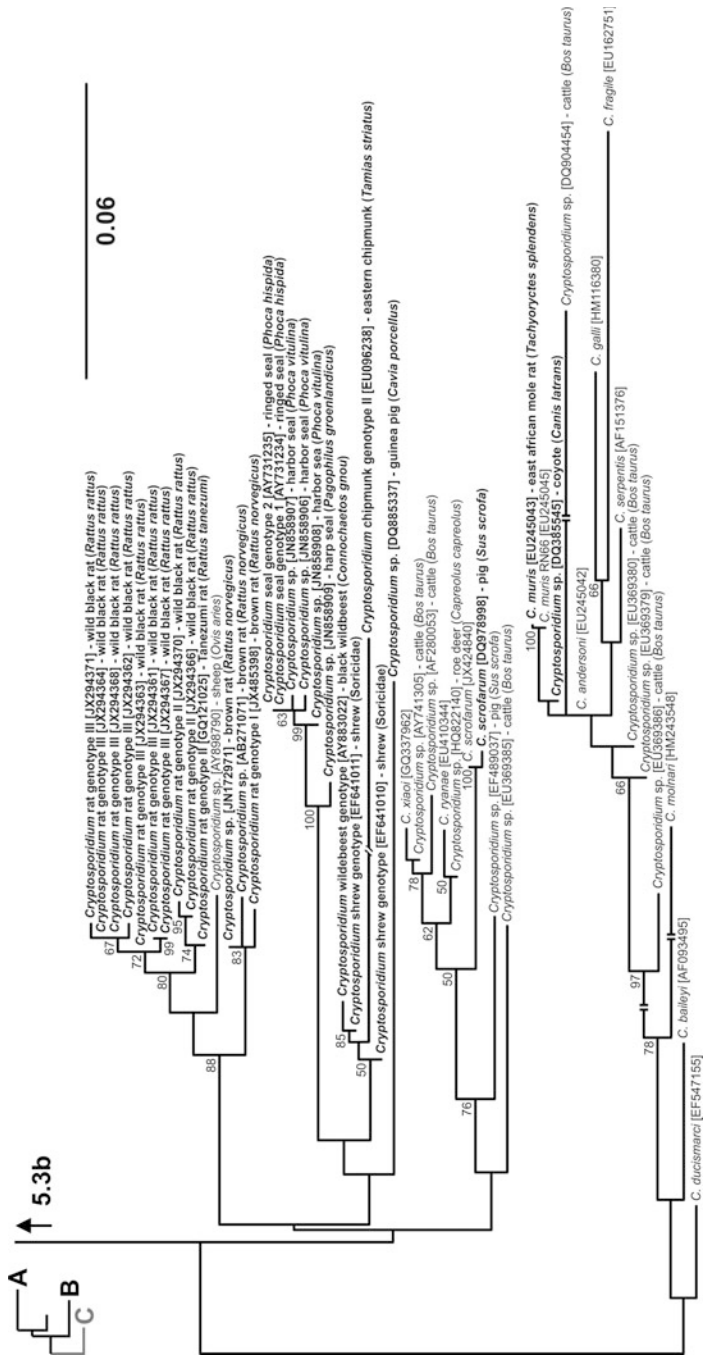 A
B
C
5.3b
0.06
Cryptosporidium rat genotype III [JX294371] - wild black rat (Rattus rattus)
Cryptosporidium rat genotype III [JX294364] - wild black rat (Rattus rattus)
Cryptosporidium rat genotype III [JX294368] - wild black rat (Rattus rattus)
67
Cryptosporidium rat genotype III [JX294362] - wild black rat (Rattus rattus)
Cryptosporidium rat genotype III [JX294363] - wild black rat (Rattus rattus)
72
Cryptosporidium rat genotype III [JX294361] - wild black rat (Rattus rattus)
Cryptosporidium rat genotype III [JX294367] - wild black rat (Rattus rattus)
99
80
Cryptosporidium rat genotype II [JX294370] - wild black rat (Rattus rattus)
95
Cryptosporidium rat genotype II [JX294366] - wild black rat (Rattus rattus)
74
Cryptosporidium rat genotype II [GQ121025] - Tanezumi rat (Rattus tanezumi)
88
Cryptosporidium sp. [AY898790] - sheep (Ovis aries)
Cryptosporidium sp. [JN172971] - brown rat (Rattus norvegicus)
83
Cryptosporidium sp. [AB271071] - brown rat (Rattus norvegicus)
Cryptosporidium rat genotype I [JX485398] - brown rat (Rattus norvegicus)
Cryptosporidium seal genotype 2 [AY731235] - ringed seal (Phoca hispida)
63
Cryptosporidium seal genotype 1 [AY731234] - ringed seal (Phoca hispida)
99
Cryptosporidium sp. [JN858907] - harbor seal (Phoca vitulina)
Cryptosporidium sp. [JN858906] - harbor seal (Phoca vitulina)
100
Cryptosporidium sp. [JN858908] - harbor sea (Phoca vitulina)
Cryptosporidium sp. [JN858909] - harp seal (Pagophilus groenlandicus)
Cryptosporidium wildebeest genotype [AY883022] - black wildbeest (Connochaetos gnou)
85
Cryptosporidium shrew genotype [EF641011] - shrew (Soricidae)
50
Cryptosporidium chipmunk genotype II [EU096238] - eastern chipmunk (Tamias striatus)
Cryptosporidium shrew genotype [EF641010] - shrew (Soricidae)
Cryptosporidium sp. [DQ885337] - guinea pig (Cavia porcellus)
C. xiaoi [GQ337962]
78
Cryptosporidium sp. [AY741305] - cattle (Bos taurus)
62
Cryptosporidium sp. [AF280053] - cattle (Bos taurus)
C. ryanae [EU410344]
50
Cryptosporidium sp. [HQ822140] - roe deer (Capreolus capreolus)
50
C. scrofarum [JX424840]
100
C. scrofarum [DQ978998] - pig (Sus scrofa)
76
Cryptosporidium sp. [EF489037] - pig (Sus scrofa)
Cryptosporidium sp. [EU369385] - cattle (Bos taurus)
C. muris [EU245043] - east african mole rat (Tachyoryctes splendens)
100
C. muris RN66 [EU245045]
Cryptosporidium sp. [DQ385545] - coyote (Canis latrans)
Cryptosporidium sp. [DQ904454] - cattle (Bos taurus)
C. andersoni [EU245042]
C. galli [HM116380]
66
C. fragile [EU162751]
C. serpentis [AF151376]
66
Cryptosporidium sp. [EU369380] - cattle (Bos taurus)
Cryptosporidium sp. [EU369379] - cattle (Bos taurus)
97
Cryptosporidium sp. [EU369386] - cattle (Bos taurus)
78
C. molnari [HM243548]
C. baileyi [AF093495]
C. ducismarci [EF547155]